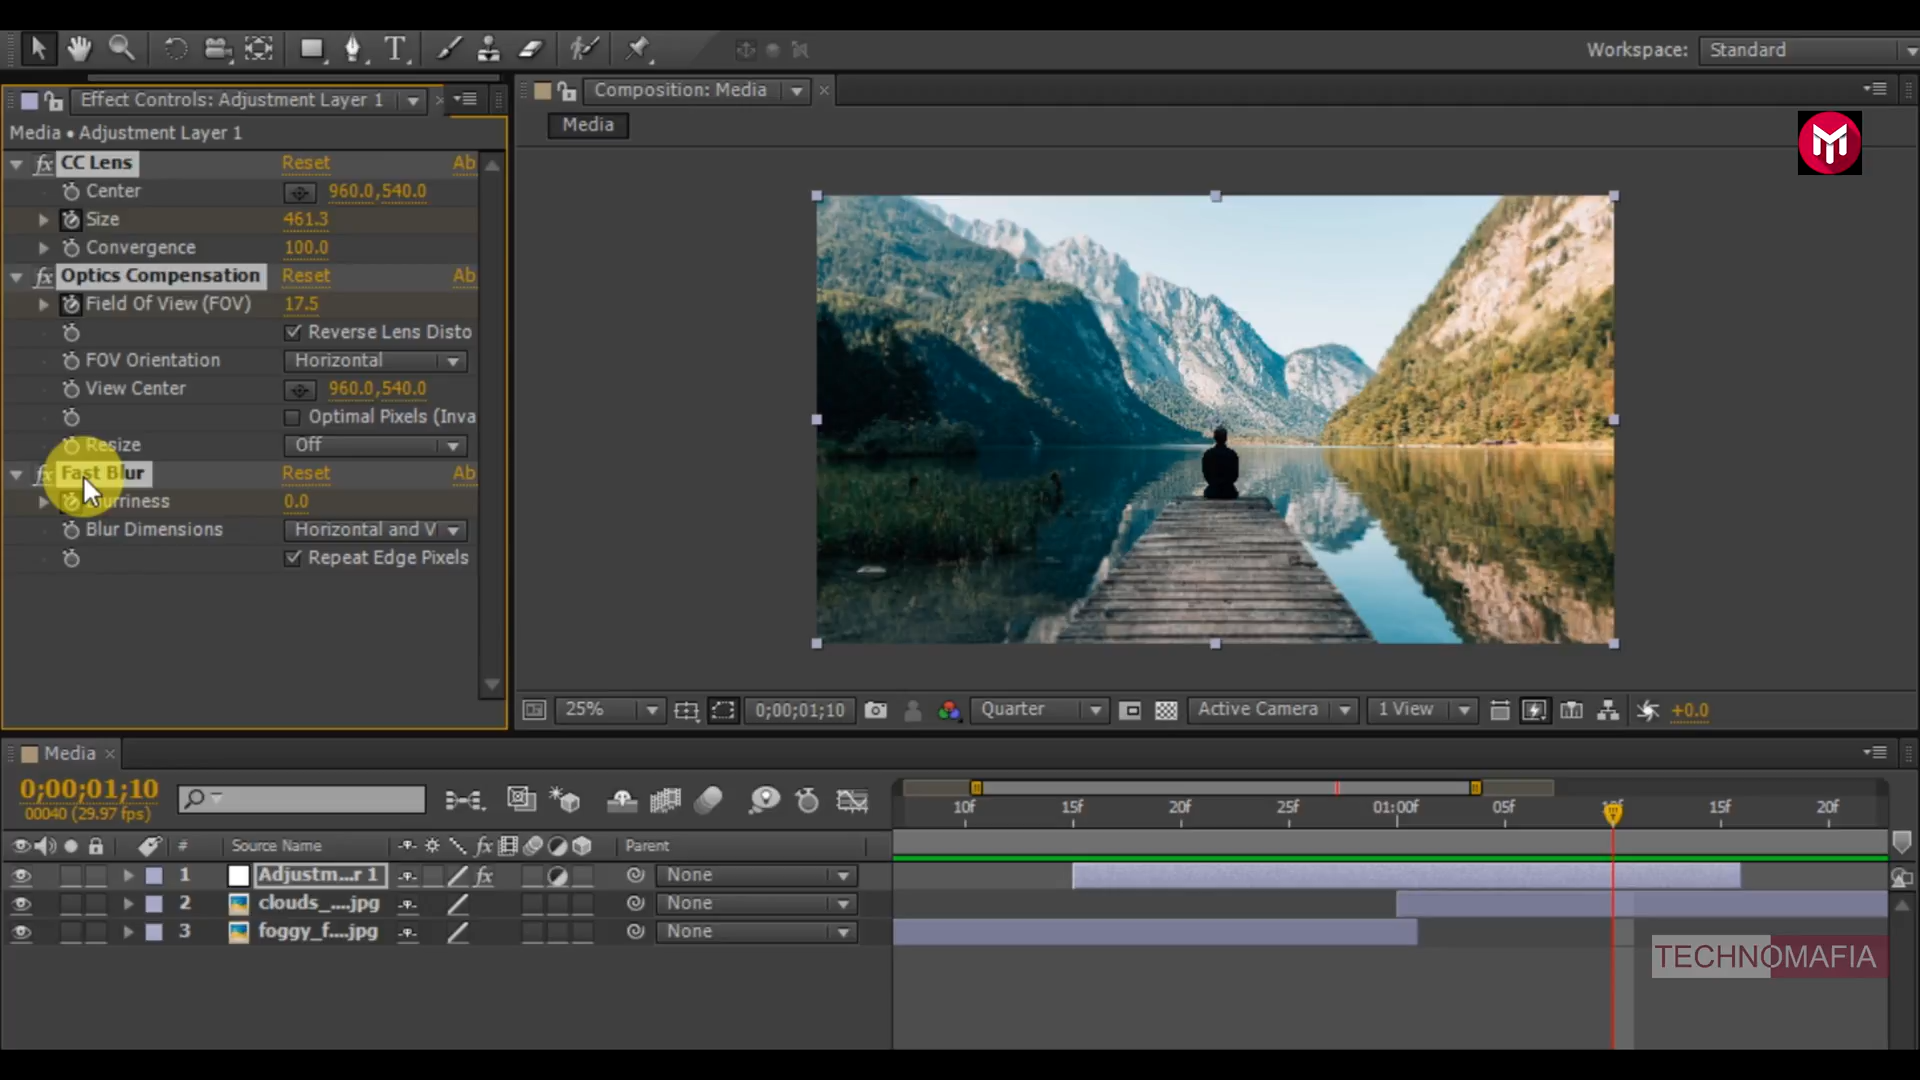 Workspace: Standard
Effect Controls: Adjustment Layer 1
Composition: Media
Media • Adjustment Layer 1
Media
CC Lens Reset Ab
Center 960.0,540.0
Size 461.3
Convergence 100.0
Optics Compensation Reset Ab
Field Of View (FOV) 17.5
Reverse Lens Disto
FOV Orientation Horizontal
View Center 960.0,540.0
Optimal Pixels (Inva
Resize Off
Fast Blur Reset Ab
0.0
Blur Dimensions Horizontal and V
Repeat Edge Pixels
25% 0;00;01;10 Quarter Active Camera 1 View +0.0
Media
0;00;01;10
00040 (29.97 fps)
10f 15f 20f 25f 01:00f 05f 15f 20f
# Source Name fx Parent
1 Adjustm...r 1 fx None
2 clouds_....jpg None
3 foggy_f...jpg None
TECHNOMAFIA